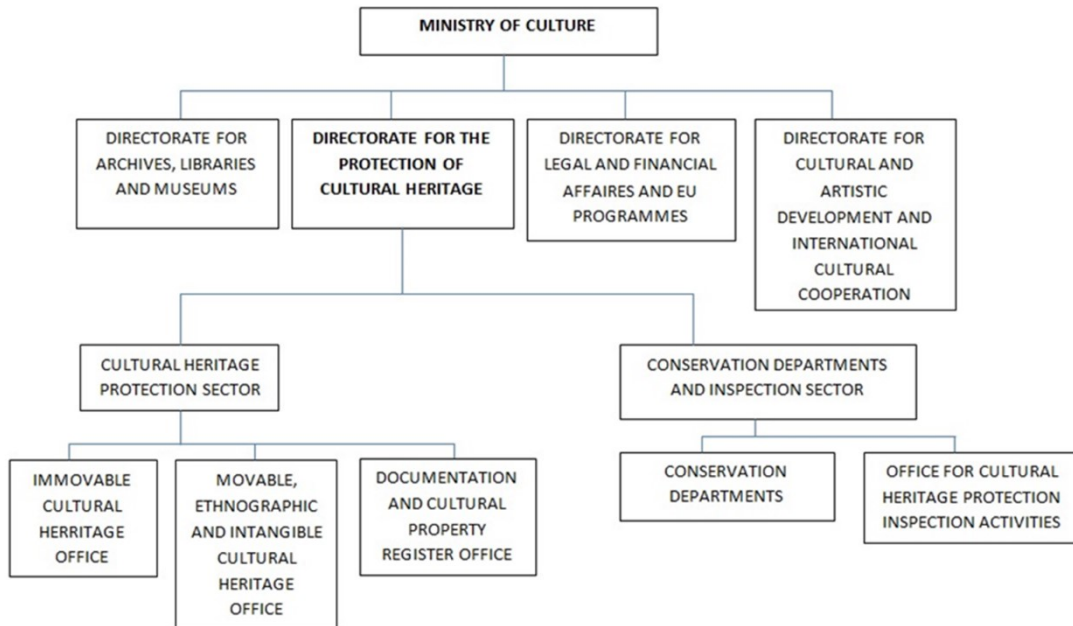 MINISTRY OF CULTURE
DIRECTORATE FOR
ARCHIVES, LIBRARIES
AND MUSEUMS
DIRECTORATE FOR THE
PROTECTION OF
CULTURAL HERITAGE
DIRECTORATE FOR
LEGAL AND FINANCIAL
AFFAIRES AND EU
PROGRAMMES
DIRECTORATE FOR
CULTURAL AND
ARTISTIC
DEVELOPMENT AND
INTERNATIONAL
CULTURAL
COOPERATION
CULTURAL HERITAGE
PROTECTION SECTOR
CONSERVATION DEPARTMENTS
AND INSPECTION SECTOR
IMMOVABLE
CULTURAL
HERRITAGE
OFFICE
MOVABLE,
ETHNOGRAPHIC
AND INTANGIBLE
CULTURAL
HERITAGE
OFFICE
DOCUMENTATION
AND CULTURAL
PROPERTY
REGISTER OFFICE
CONSERVATION
DEPARTMENTS
OFFICE FOR CULTURAL
HERITAGE PROTECTION
INSPECTION ACTIVITIES